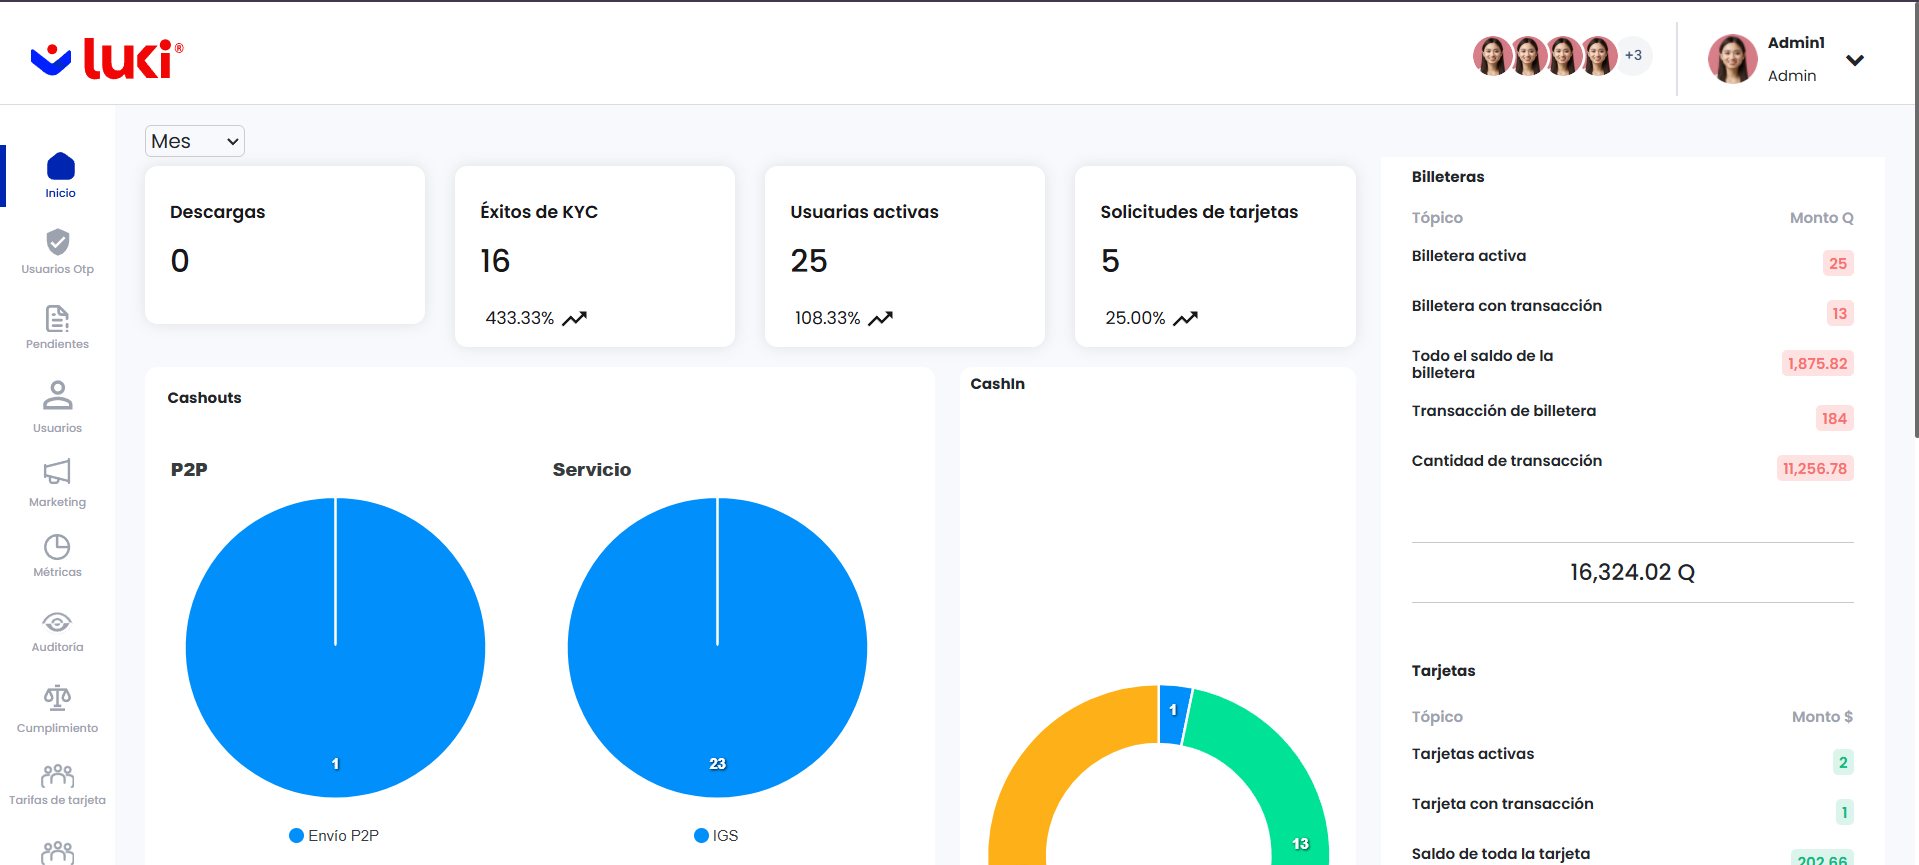 luki®
+3
Admin1
Admin
Inicio
Usuarios Otp
Pendientes
Usuarios
Marketing
Métricas
Auditoría
Cumplimiento
Tarifas de tarjeta
Mes
Descargas
0
Éxitos de KYC
16
433.33%
Usuarias activas
25
108.33%
Solicitudes de tarjetas
5
25.00%
Cashouts
P2P
1
Envío P2P
Servicio
23
IGS
CashIn
1
13
Billeteras
Tópico Monto Q
Billetera activa 25
Billetera con transacción 13
Todo el saldo de la
billetera 1,875.82
Transacción de billetera 184
Cantidad de transacción 11,256.78
16,324.02 Q
Tarjetas
Tópico Monto $
Tarjetas activas 2
Tarjeta con transacción 1
Saldo de toda la tarjeta 202.66